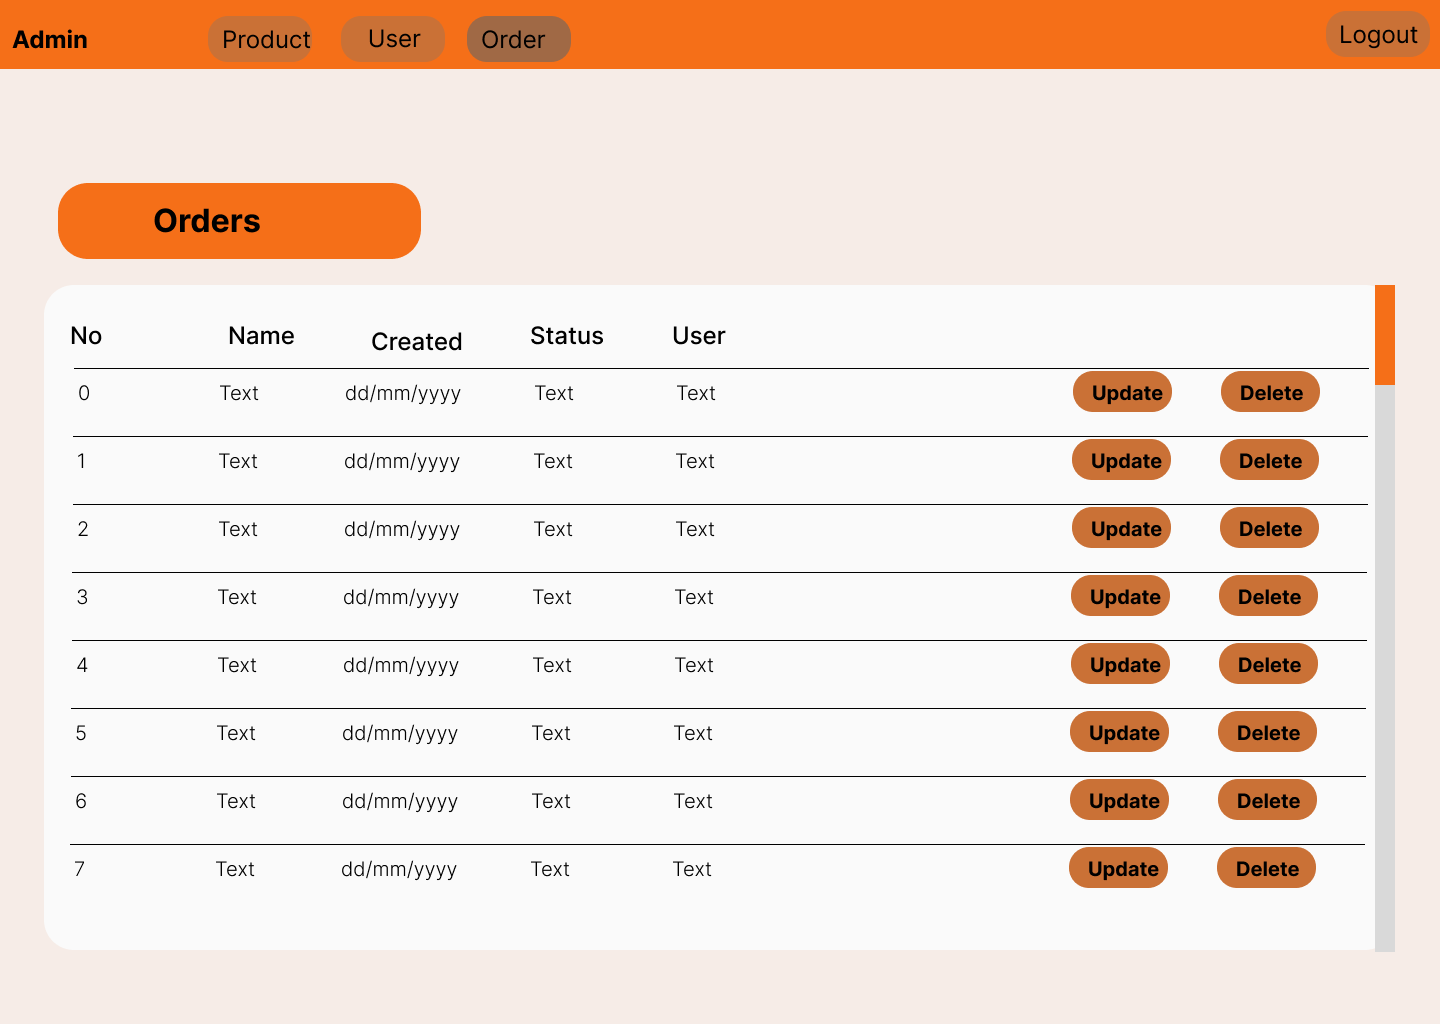 Admin Product User Order Logout
Orders
No Name Created Status User
0 Text dd/mm/yyyy Text Text Update Delete
1 Text dd/mm/yyyy Text Text Update Delete
2 Text dd/mm/yyyy Text Text Update Delete
3 Text dd/mm/yyyy Text Text Update Delete
4 Text dd/mm/yyyy Text Text Update Delete
5 Text dd/mm/yyyy Text Text Update Delete
6 Text dd/mm/yyyy Text Text Update Delete
7 Text dd/mm/yyyy Text Text Update Delete